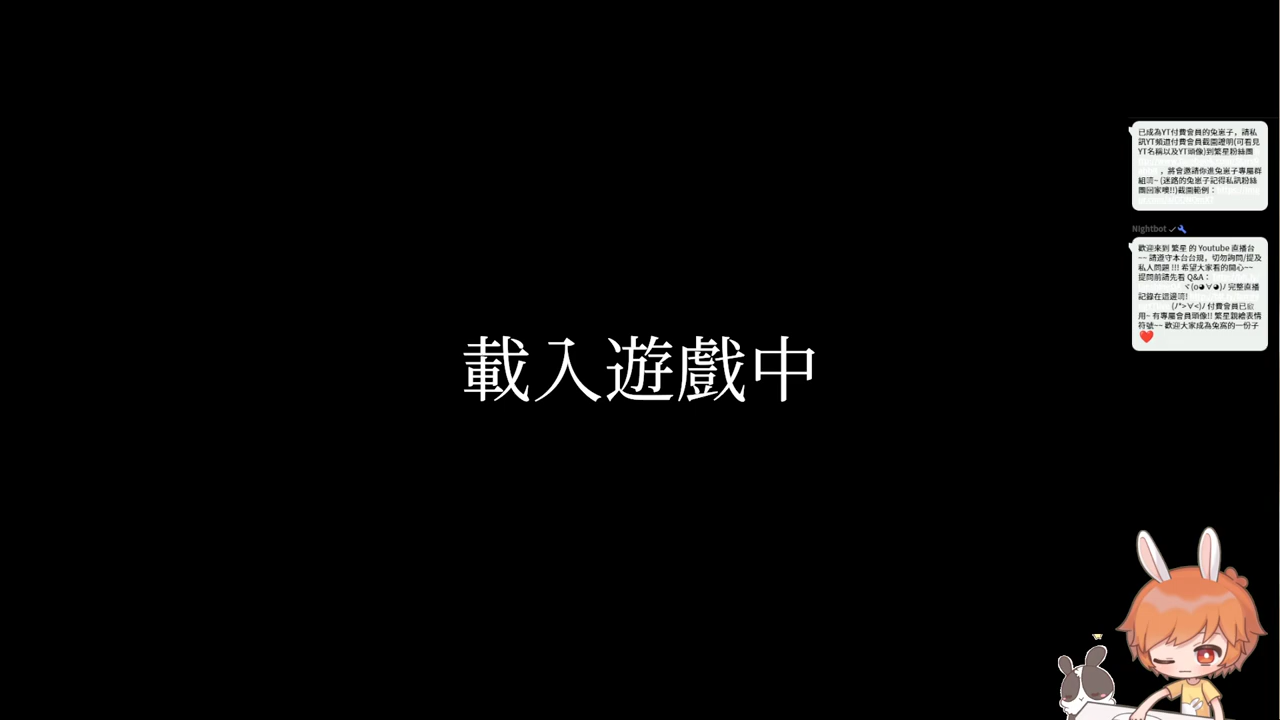 載入遊戲中
已成為YT付費會員的兔崽子，請私
訊YT頻道付費會員截圖證明(可看見
YT名稱以及YT頭像)到繁星粉絲團
，將會邀請你進兔崽子專屬群
組唷~ (迷路的兔崽子記得私訊粉絲
團回家噢!!)截圖範例：
Nightbot
歡迎來到 繁星 的 Youtube 直播台
~~ 請遵守本台台規，切勿詢問/提及
私人問題 !!! 希望大家看的開心~~
提問前請先看 Q&A：
ヾ(o◕∀◕)ﾉ 完整直播
記錄在這邊唷!
(/*>∀<)/ 付費會員已啟
用~ 有專屬會員頭像!! 繁星親繪表情
符號~~ 歡迎大家成為兔窩的一份子
❤️